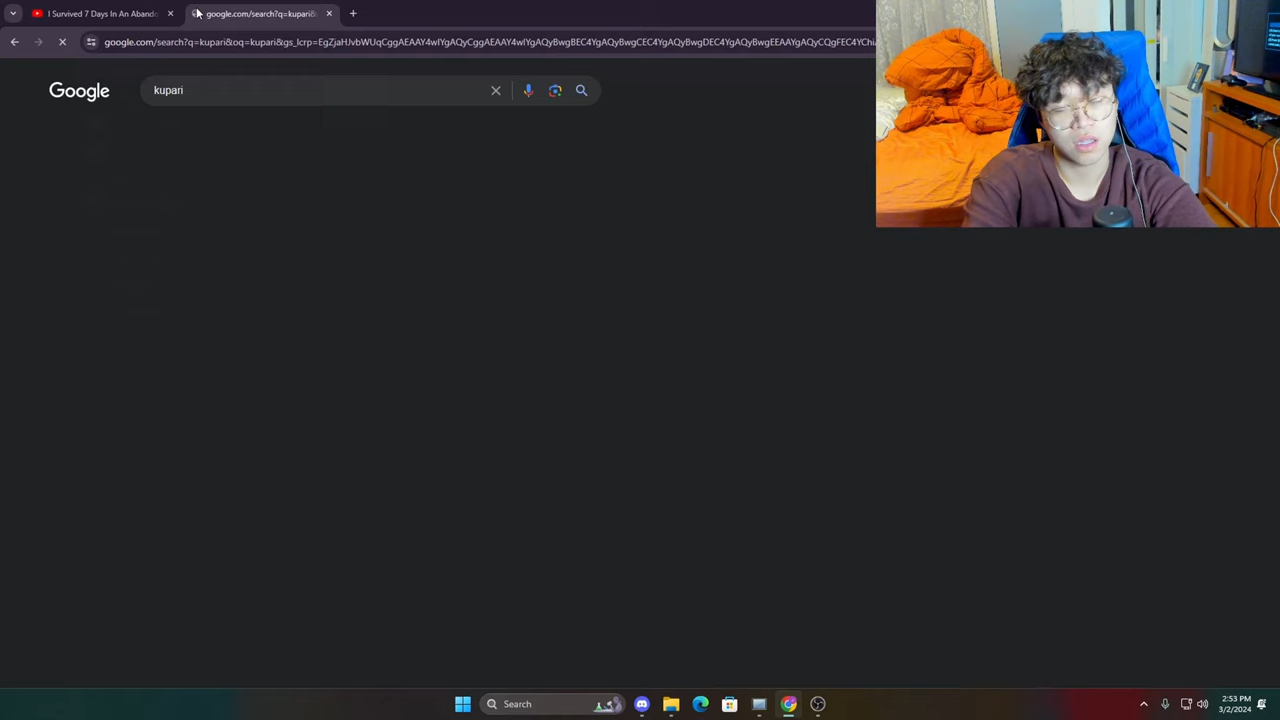 I Survived 7 Days In An Abando
google.com/search?q=kupari&
google.com/search?q=kupari&oq=kupari&gs_lcrp=
Google
kupari
Search
2:53 PM
3/2/2024